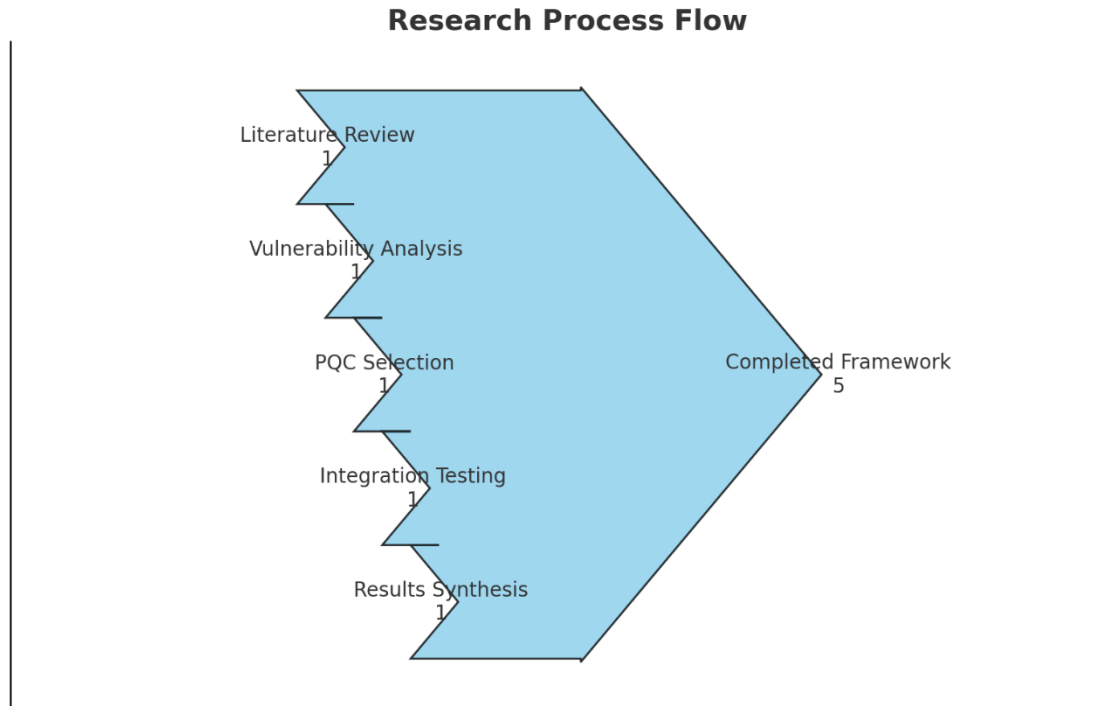 Research Process Flow
Literature Review
1
Vulnerability Analysis
1
PQC Selection
1
Completed Framework
5
Integration Testing
1
Results Synthesis
1